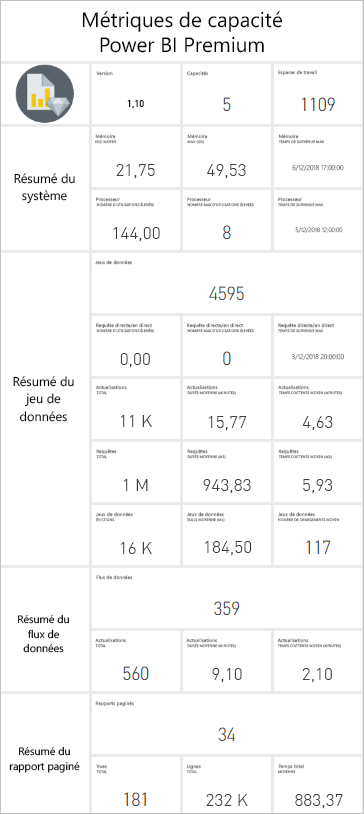 Métriques de capacité
Power BI Premium
Version
1,10
Capacités
5
Espaces de travail
1109
Résumé du
système
Mémoire
(GO) MOYEN
21,75
Mémoire
MAX (GO)
49,53
Mémoire
TEMPS DE SURVENUE MAX
6/12/2018 17:00:00
Processeur
NOMBRE D'UTILISATIONS ÉLEVÉES
144,00
Processeur
NOMBRE MAX D'UTILISATIONS ÉLEVÉES
8
Processeur
TEMPS DE SURVENUE MAX
5/12/2018 12:00:00
Résumé du
jeu de
données
Jeux de données
4595
Requête directe/en direct
NOMBRE D'UTILISATIONS ÉLEVÉES
0,00
Requête directe/en direct
NOMBRE MAX D'UTILISATIONS ÉLEVÉES
0
Requête directe/en direct
TEMPS DE SURVENUE MAX
3/12/2018 20:00:00
Actualisations
TOTAL
11 K
Actualisations
DURÉE MOYENNE (MINUTES)
15,77
Actualisations
TEMPS D'ATTENTE MOYEN (MINUTES)
4,63
Requêtes
TOTAL
1 M
Requêtes
DURÉE MOYENNE (MS)
943,83
Requêtes
TEMPS D'ATTENTE MOYEN (MS)
5,93
Jeux de données
ÉVICTIONS
16 K
Jeux de données
TAILLE MOYENNE (Mo)
184,50
Jeux de données
NOMBRE DE CHARGEMENTS MOYEN
117
Résumé du
flux de
données
Flux de données
359
Actualisations
TOTAL
560
Actualisations
DURÉE MOYENNE (MINUTES)
9,10
Actualisations
TEMPS D'ATTENTE MOYEN (MINUTES)
2,10
Résumé du
rapport paginé
Rapports paginés
34
Vues
TOTAL
181
Lignes
TOTAL
232 K
Temps total
MOYENNE
883,37